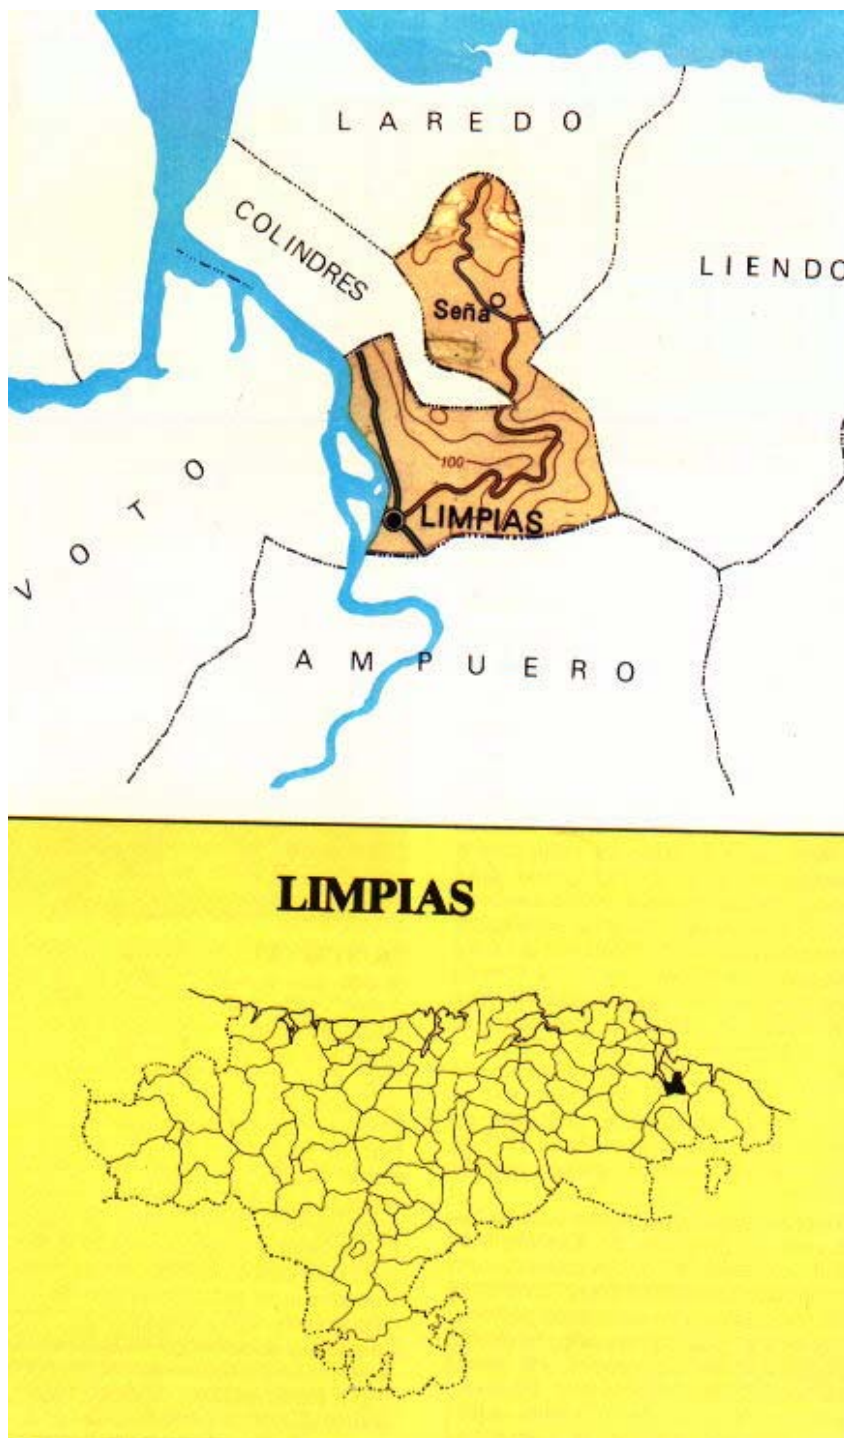 LAREDO
COLINDRES
LIENDO
Seña
100
VOTO
LIMPIAS
AMPUERO
LIMPIAS